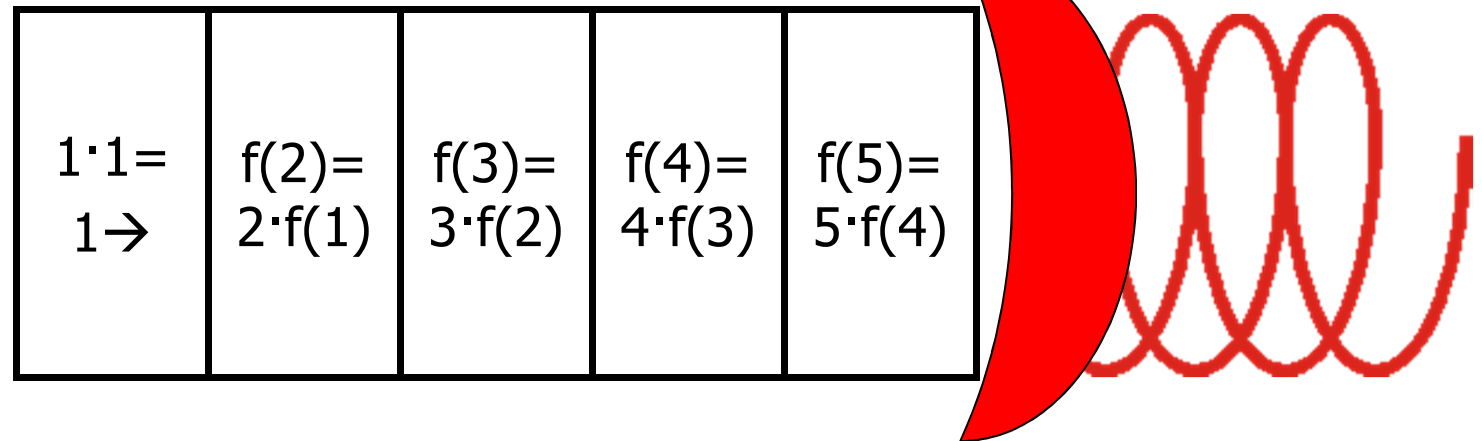 1·1=
1→
f(2)=
2·f(1)
f(3)=
3·f(2)
f(4)=
4·f(3)
f(5)=
5·f(4)